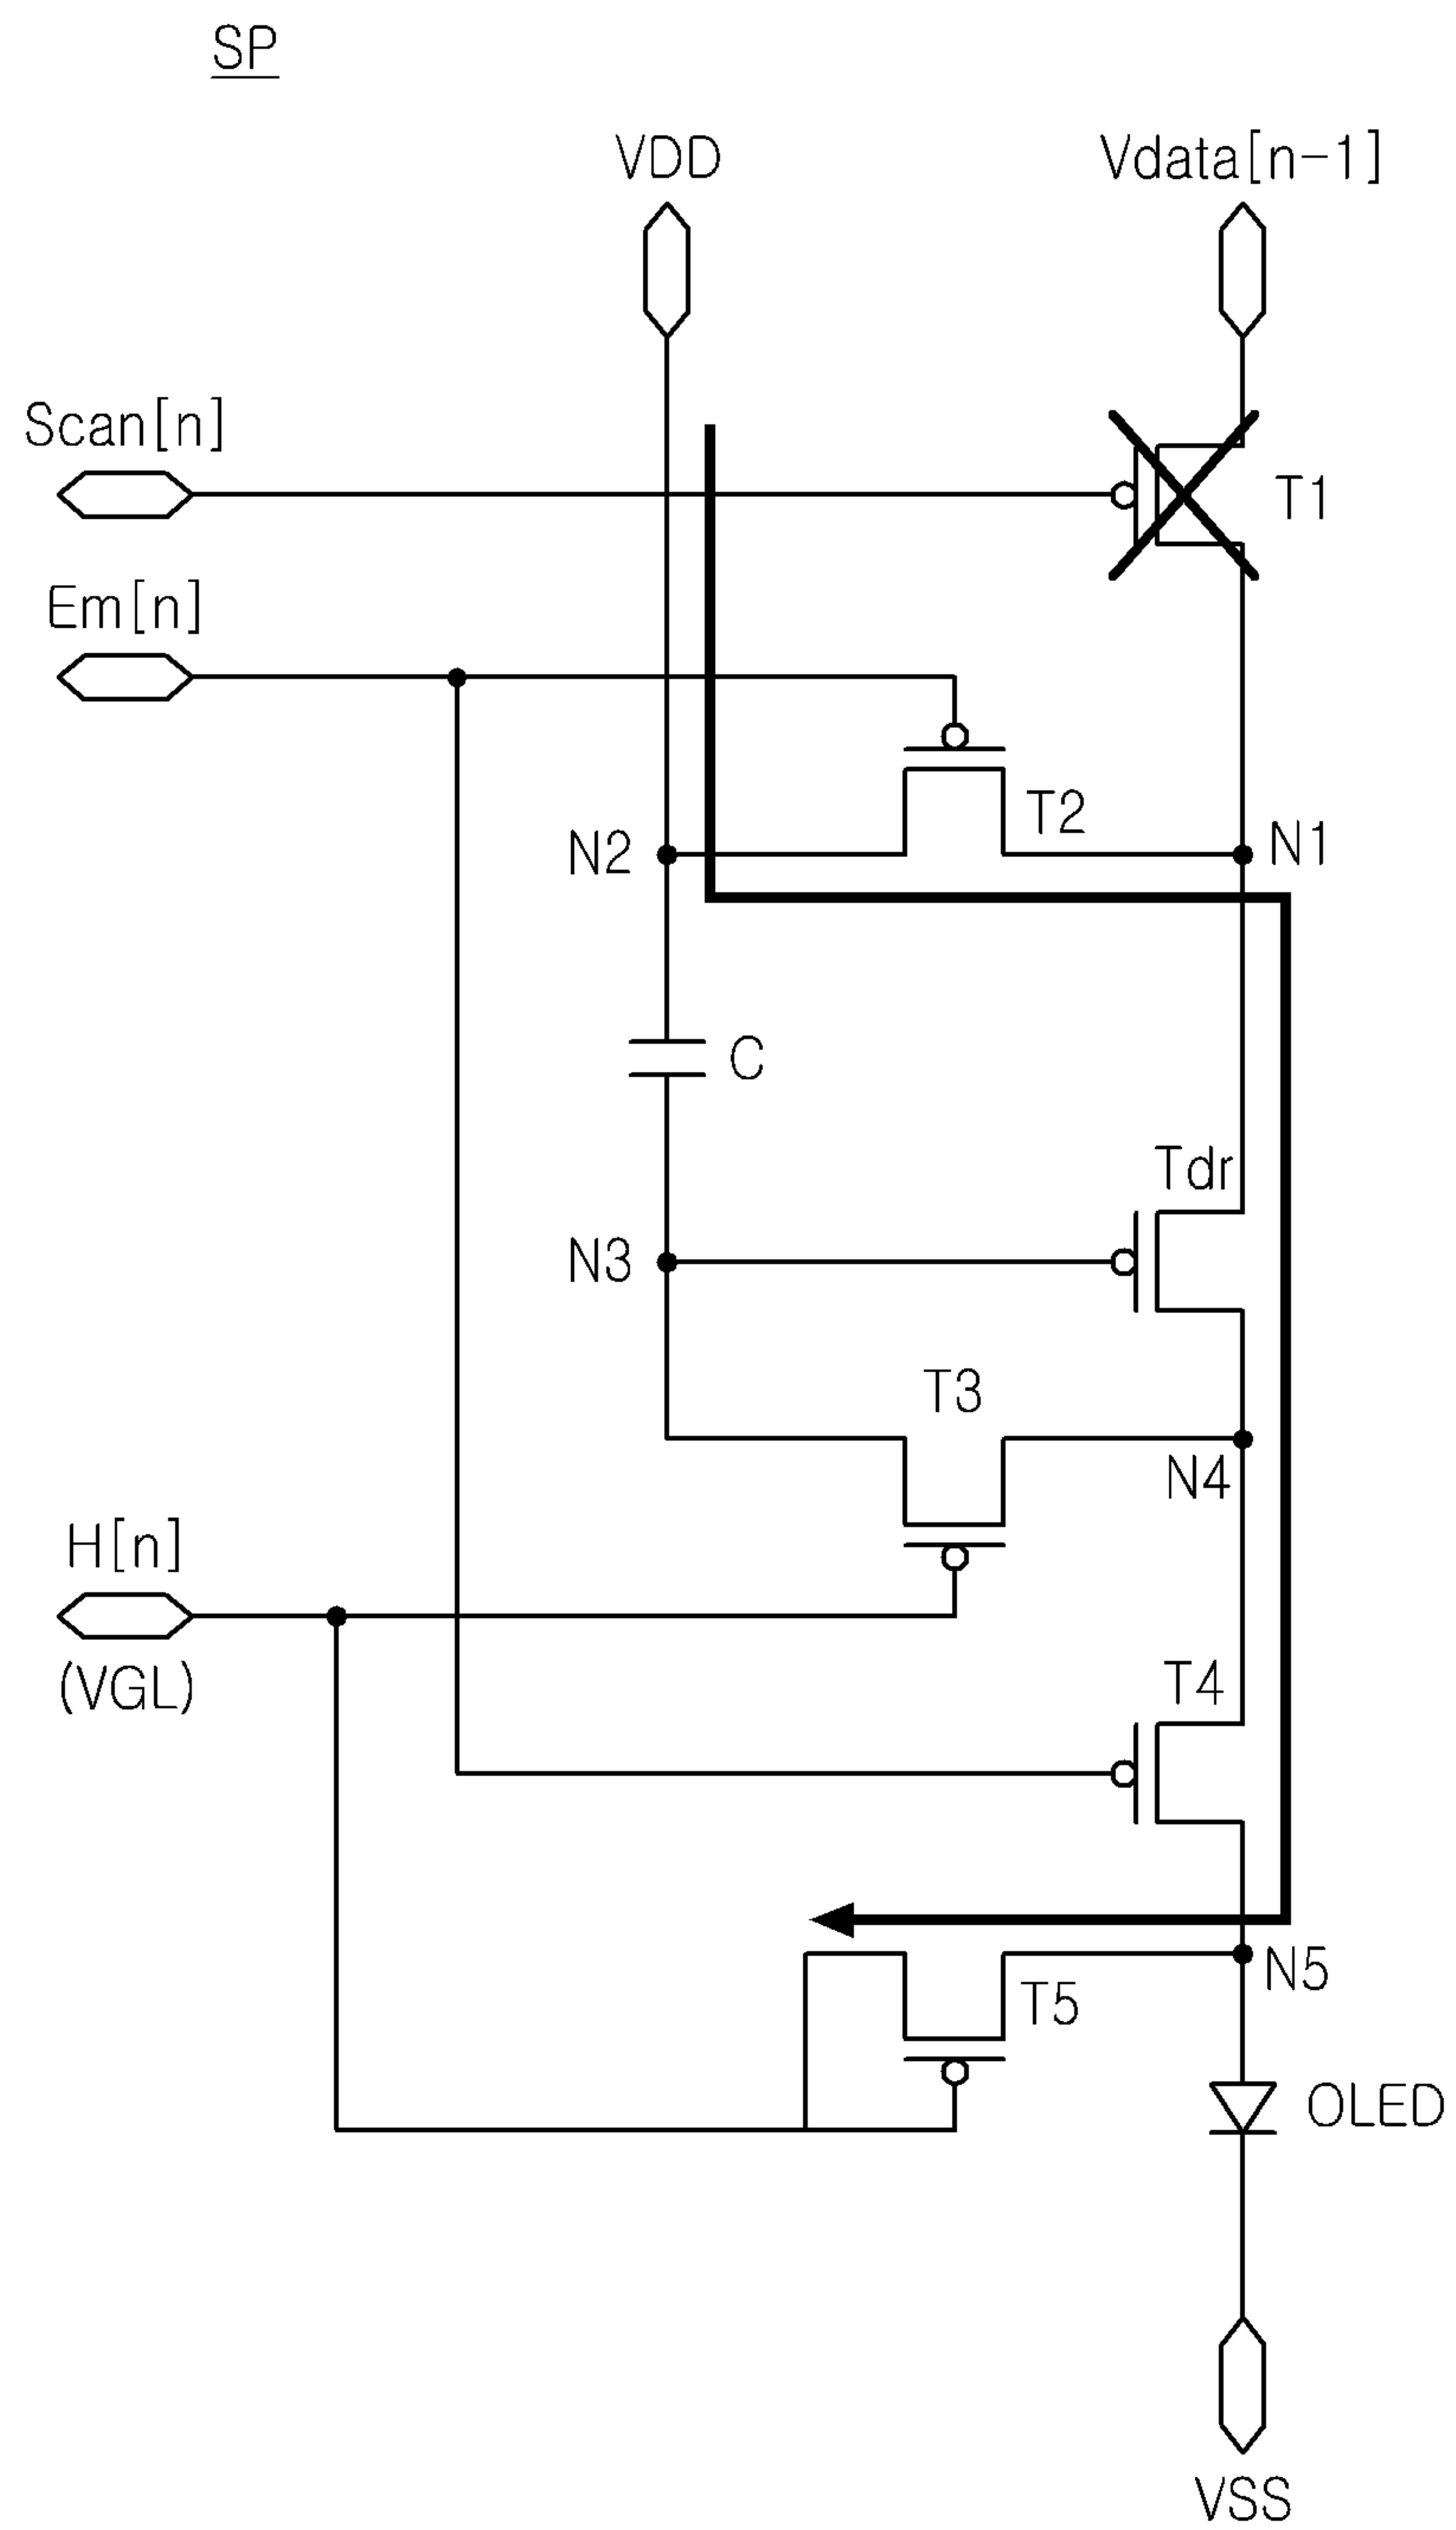 SP
VDD
Vdata[n-1]
Scan[n]
T1
Em[n]
T2
N2
N1
C
Tdr
N3
T3
N4
H[n]
(VGL)
T4
N5
T5
OLED
VSS